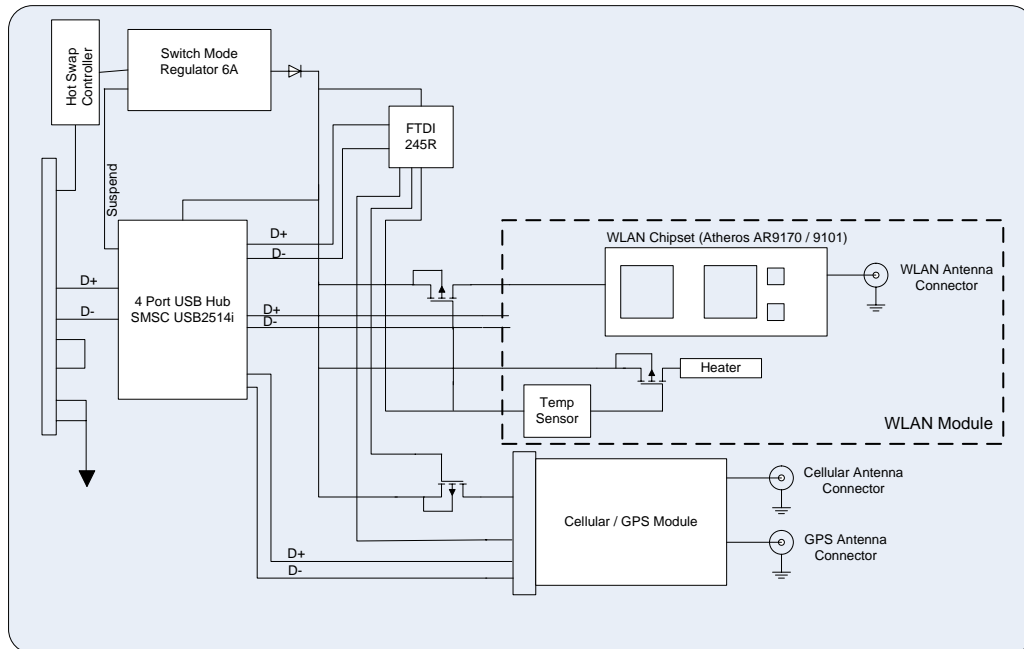 Hot Swap
Controller
Switch Mode
Regulator 6A
FTDI
245R
Suspend
D+
D-
D+
D-
4 Port USB Hub
SMSC USB2514i
D+
D-
WLAN Chipset (Atheros AR9170 / 9101)
WLAN Antenna
Connector
Heater
Temp
Sensor
WLAN Module
Cellular / GPS Module
Cellular Antenna
Connector
GPS Antenna
Connector
D+
D-